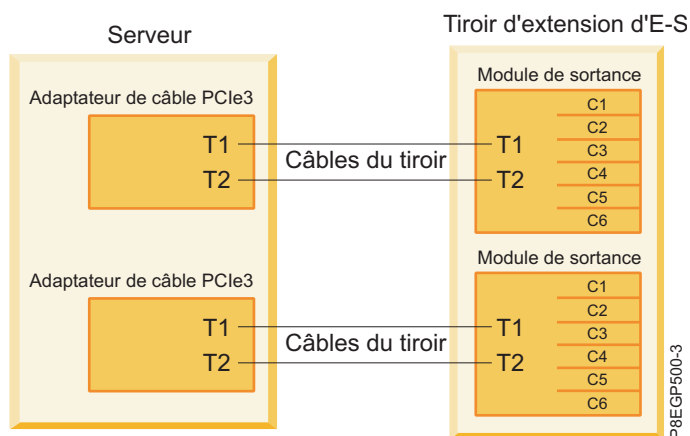 Serveur
Tiroir d'extension d'E-S
Adaptateur de câble PCIe3
T1
T2
Câbles du tiroir
Module de sortance
T1
T2
C1
C2
C3
C4
C5
C6
Adaptateur de câble PCIe3
T1
T2
Câbles du tiroir
Module de sortance
T1
T2
C1
C2
C3
C4
C5
C6
P8EGP500-3